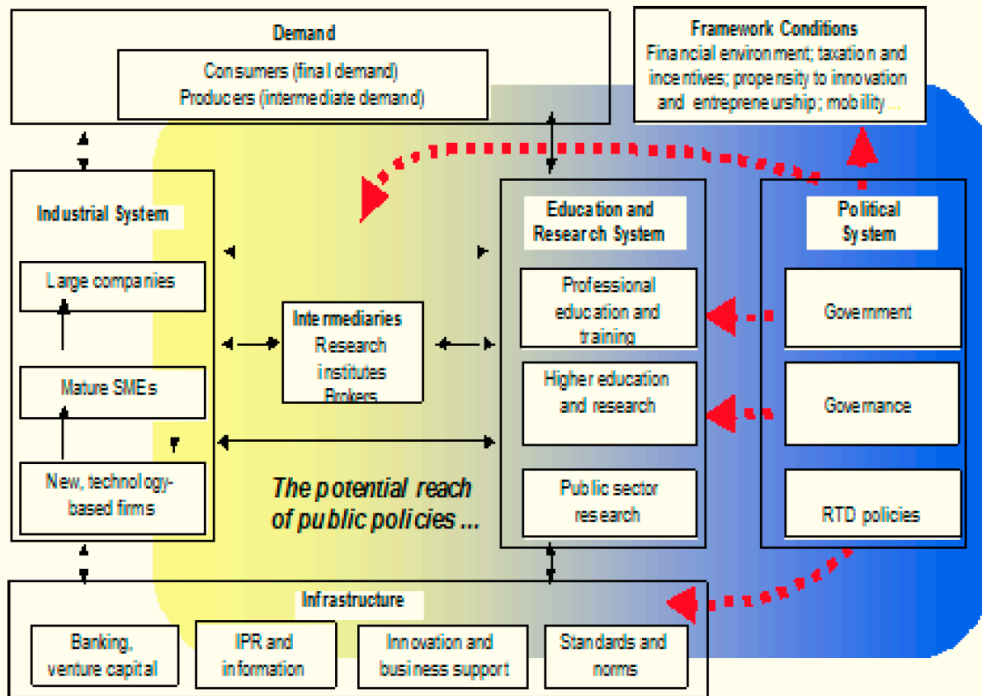 Demand
Consumers (final demand)
Producers (intermediate demand)
Framework Conditions
Financial environment; taxation and
incentives; propensity to innovation
and entrepreneurship; mobility ...
Industrial System
Large companies
Mature SMEs
New, technology-
based firms
Intermediaries
Research
institutes
Brokers
The potential reach
of public policies ...
Education and
Research System
Professional
education and
training
Higher education
and research
Public sector
research
Political
System
Government
Governance
RTD policies
Infrastructure
Banking,
venture capital
IPR and
information
Innovation and
business support
Standards and
norms